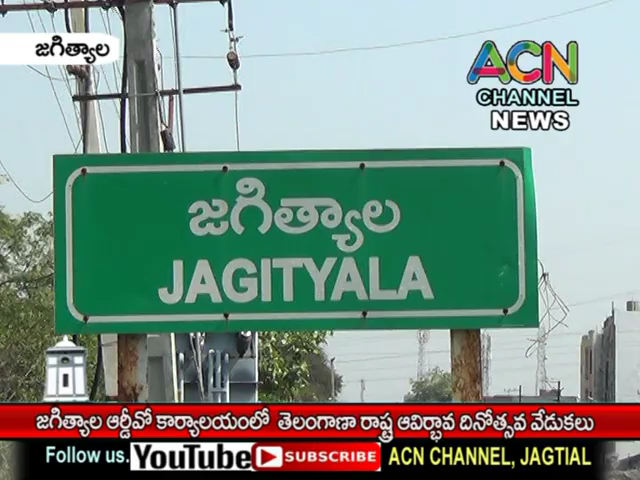 జగిత్యాల
ACN
CHANNEL
NEWS
జగిత్యాల
JAGITYALA
జగిత్యాల ఆర్డీవో కార్యాలయంలో తెలంగాణా రాష్ట్ర ఆవిర్భావ దినోత్సవ వేడుకలు
Follow us. YouTube SUBSCRIBE ACN CHANNEL, JAGTIAL